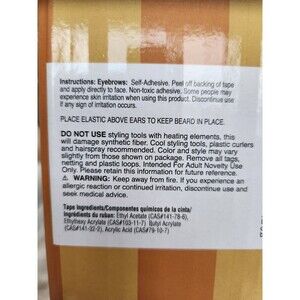 Instructions: Eyebrows: Self-Adhesive. Peel off backing of tape
and apply directly to face. Non-toxic adhesive. Some people may
experience skin irritation when using this product. Discontinue use
if any sign of irritation occurs.
PLACE ELASTIC ABOVE EARS TO KEEP BEARD IN PLACE.
DO NOT USE styling tools with heating elements, this
will damage synthetic fiber. Cool styling tools, plastic curlers
and hairspray recommended. Color and style may vary
slightly from those shown on package. Remove all tags,
netting and plastic loops. Intended For Adult Novelty Use
Only. Please retain this information for future reference.
⚠ WARNING: Keep away from fire. If you experience an
allergic reaction or continued irritation, discontinue use and
seek medical advice.
Tape ingredients/Componentes químicos de la cinta/
Ingrédients du ruban: Ethyl Acetate (CAS#141-78-6),
Ethylhexy Acrylate (CAS#103-11-7) Butyl Acrylate
(CAS#141-32-2), Acrylic Acid (CAS#79-10-7)